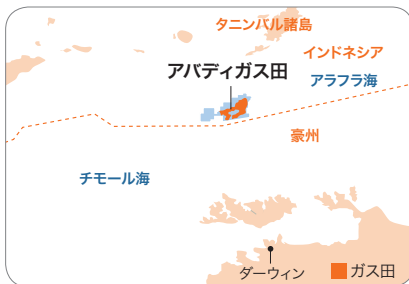 タニンバル諸島
インドネシア
アバディガス田
アラフラ海
豪州
チモール海
ダーウィン
ガス田